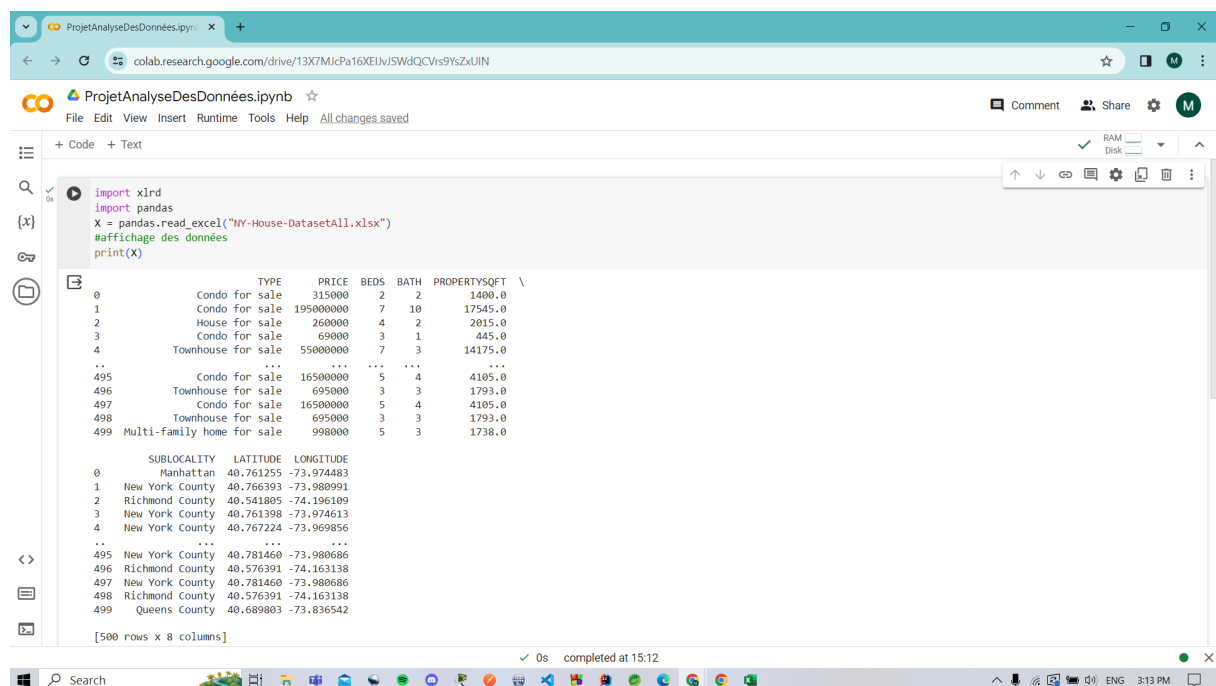 ProjetAnalyseDesDonnées.ipynb
colab.research.google.com/drive/13X7MJcPa16XEIJvJSWdQCVrs9YsZxUIN
M
CO
ProjetAnalyseDesDonnées.ipynb
Comment Share M
File Edit View Insert Runtime Tools Help All changes saved
+ Code + Text
RAM
Disk
0s
{x}
import xlrd
import pandas
X = pandas.read_excel("NY-House-DatasetAll.xlsx")
#affichage des données
print(X)
TYPE PRICE BEDS BATH PROPERTYSQFT \
0 Condo for sale 315000 2 2 1400.0
1 Condo for sale 195000000 7 10 17545.0
2 House for sale 260000 4 2 2015.0
3 Condo for sale 69000 3 1 445.0
4 Townhouse for sale 55000000 7 3 14175.0
.. ... ... ... ... ...
495 Condo for sale 16500000 5 4 4105.0
496 Townhouse for sale 695000 3 3 1793.0
497 Condo for sale 16500000 5 4 4105.0
498 Townhouse for sale 695000 3 3 1793.0
499 Multi-family home for sale 998000 5 3 1738.0
SUBLOCALITY LATITUDE LONGITUDE
0 Manhattan 40.761255 -73.974483
1 New York County 40.766393 -73.980991
2 Richmond County 40.541805 -74.196109
3 New York County 40.761398 -73.974613
4 New York County 40.767224 -73.969856
.. ... ... ...
495 New York County 40.781460 -73.980686
496 Richmond County 40.576391 -74.163138
497 New York County 40.781460 -73.980686
498 Richmond County 40.576391 -74.163138
499 Queens County 40.689803 -73.836542
[500 rows x 8 columns]
0s completed at 15:12
Search
ENG 3:13 PM